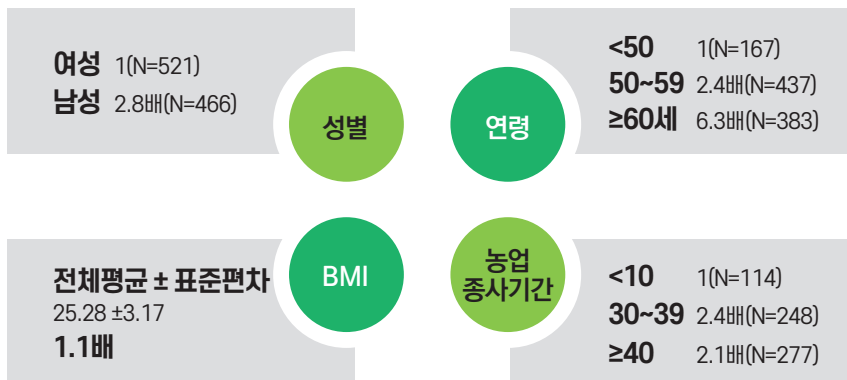 여성 1(N=521)
남성 2.8배(N=466)
성별
<50 1(N=167)
50~59 2.4배(N=437)
≥60세 6.3배(N=383)
연령
전체평균 ± 표준편차
25.28 ±3.17
1.1배
BMI
농업
종사기간
<10 1(N=114)
30~39 2.4배(N=248)
≥40 2.1배(N=277)